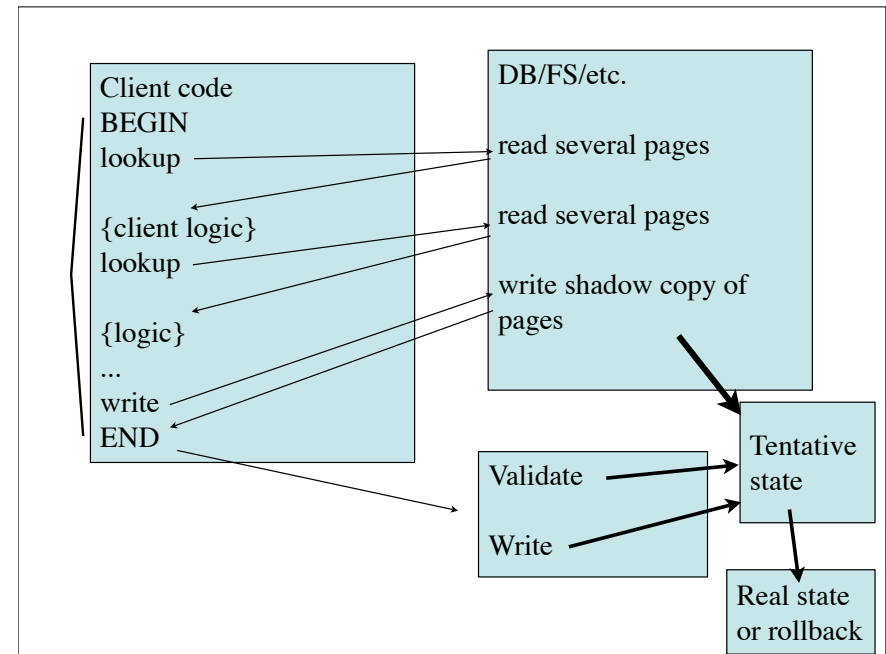 Client code
BEGIN
lookup
{client logic}
lookup
{logic}
...
write
END
DB/FS/etc.
read several pages
read several pages
write shadow copy of
pages
Validate
Write
Tentative
state
Real state
or rollback